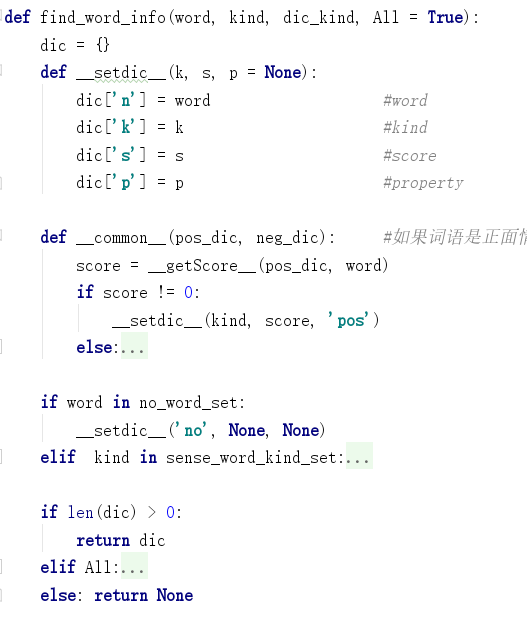 def find_word_info(word, kind, dic_kind, All = True):
    dic = {}
    def __setdic__(k, s, p = None):
        dic['n'] = word                   #word
        dic['k'] = k                      #kind
        dic['s'] = s                      #score
        dic['p'] = p                      #property
    def __common__(pos_dic, neg_dic):     #如果词语是正面情
        score = __getScore__(pos_dic, word)
        if score != 0:
            __setdic__(kind, score, 'pos')
        else:...
    if word in no_word_set:
        __setdic__('no', None, None)
    elif  kind in sense_word_kind_set:...
    if len(dic) > 0:
        return dic
    elif All:...
    else: return None